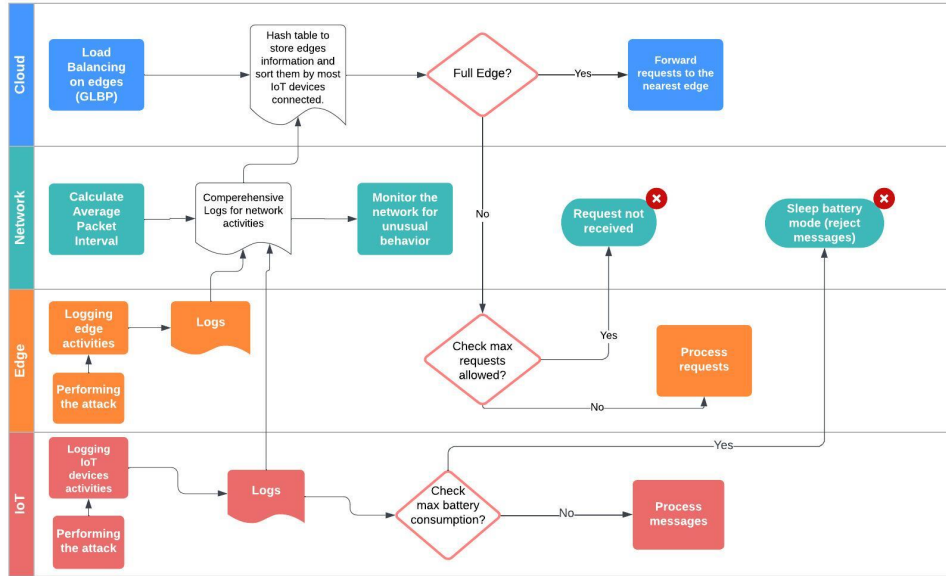 Cloud
Load
Balancing
on edges
(GLBP)
Hash table to
store edges
information and
sort them by most
IoT devices
connected.
Full Edge?
Yes
Forward
requests to the
nearest edge
No
Network
Calculate
Average
Packet
Interval
Comperehensive
Logs for network
activities
Monitor the
network for
unusual
behavior
Request not
received
Sleep battery
mode (reject
messages)
Edge
Logging
edge
activities
Performing
the attack
Logs
Check max
requests
allowed?
Yes
No
Process
requests
IoT
Logging
IoT
devices
activities
Performing
the attack
Logs
Check
max battery
consumption?
Yes
No
Process
messages